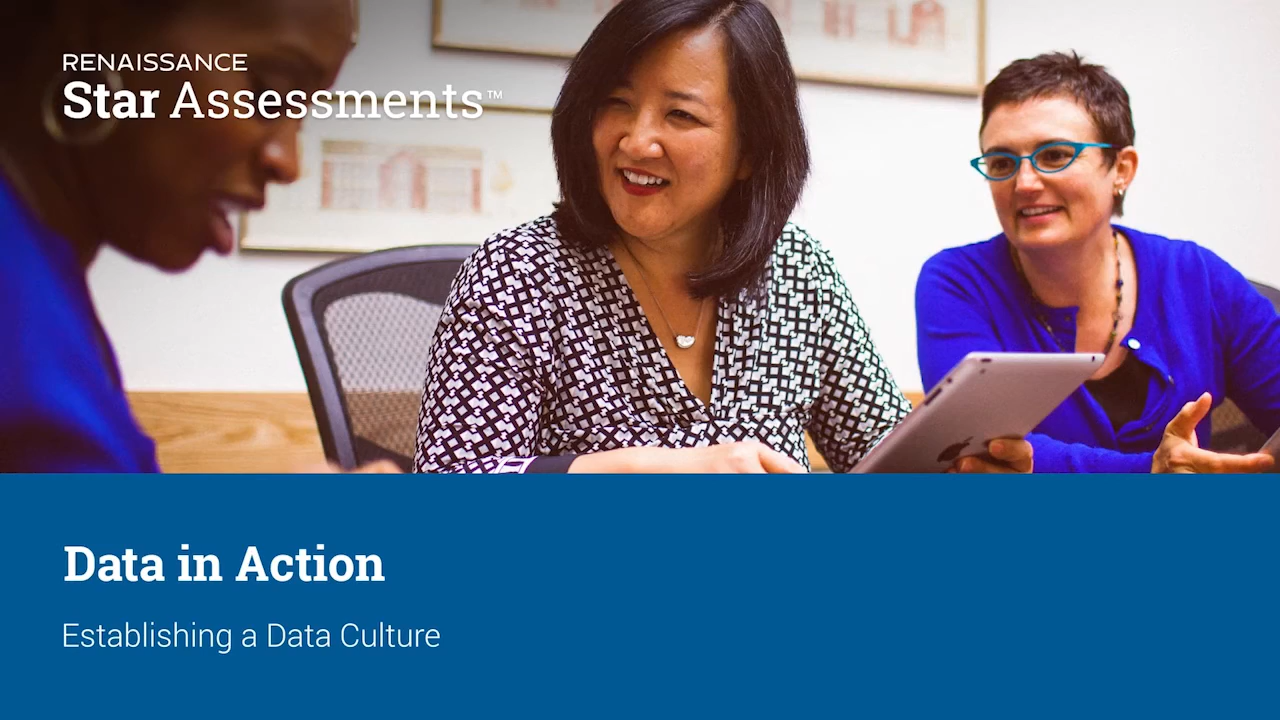 RENAISSANCE
Star Assessments™
Data in Action
Establishing a Data Culture